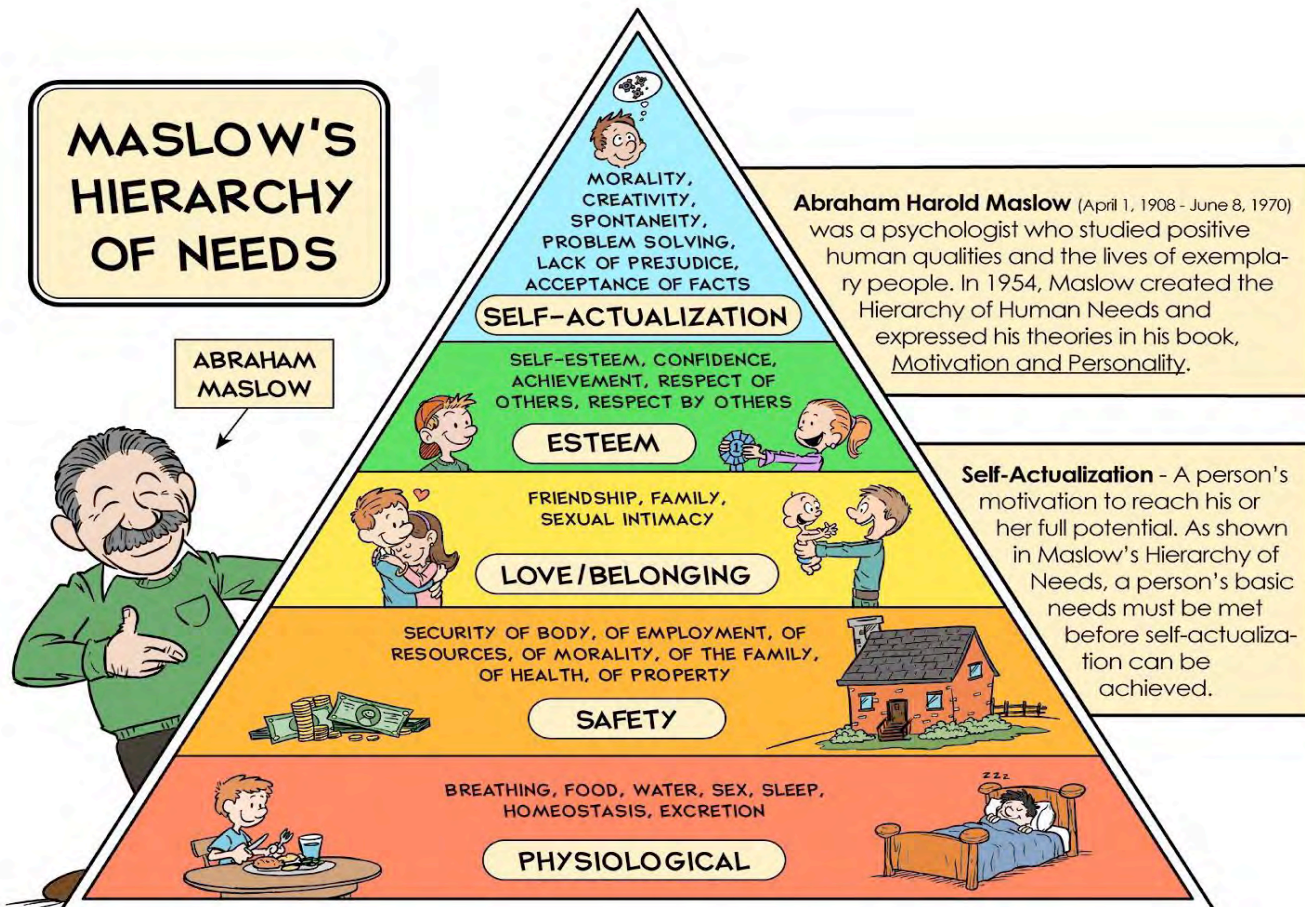 MASLOW'S
HIERARCHY
OF NEEDS
ABRAHAM
MASLOW
MORALITY,
CREATIVITY,
SPONTANEITY,
PROBLEM SOLVING,
LACK OF PREJUDICE,
ACCEPTANCE OF FACTS
SELF-ACTUALIZATION
SELF-ESTEEM, CONFIDENCE,
ACHIEVEMENT, RESPECT OF
OTHERS, RESPECT BY OTHERS
ESTEEM
1
FRIENDSHIP, FAMILY,
SEXUAL INTIMACY
LOVE/BELONGING
SECURITY OF BODY, OF EMPLOYMENT, OF
RESOURCES, OF MORALITY, OF THE FAMILY,
OF HEALTH, OF PROPERTY
SAFETY
BREATHING, FOOD, WATER, SEX, SLEEP,
HOMEOSTASIS, EXCRETION
PHYSIOLOGICAL
zzz
Abraham Harold Maslow (April 1, 1908 - June 8, 1970)
was a psychologist who studied positive
human qualities and the lives of exempla-
ry people. In 1954, Maslow created the
Hierarchy of Human Needs and
expressed his theories in his book,
Motivation and Personality.
Self-Actualization - A person's
motivation to reach his or
her full potential. As shown
in Maslow's Hierarchy of
Needs, a person's basic
needs must be met
before self-actualiza-
tion can be
achieved.